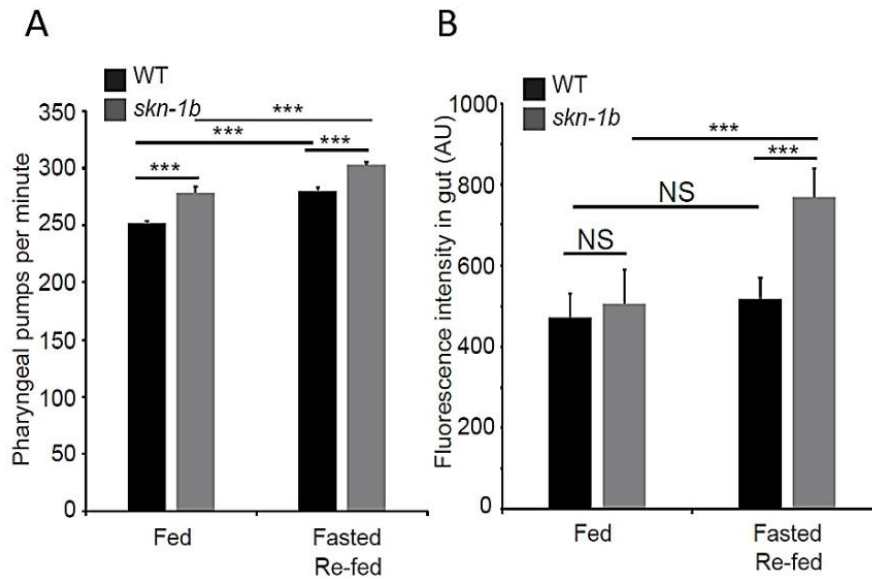 A
WT
skn-1b
Pharyngeal pumps per minute
350
300
250
200
150
100
50
0
***
***
***
***
Fed
Fasted
Re-fed
B
WT
skn-1b
Fluorescence intensity in gut (AU)
1000
800
600
400
200
0
***
***
NS
NS
Fed
Fasted
Re-fed